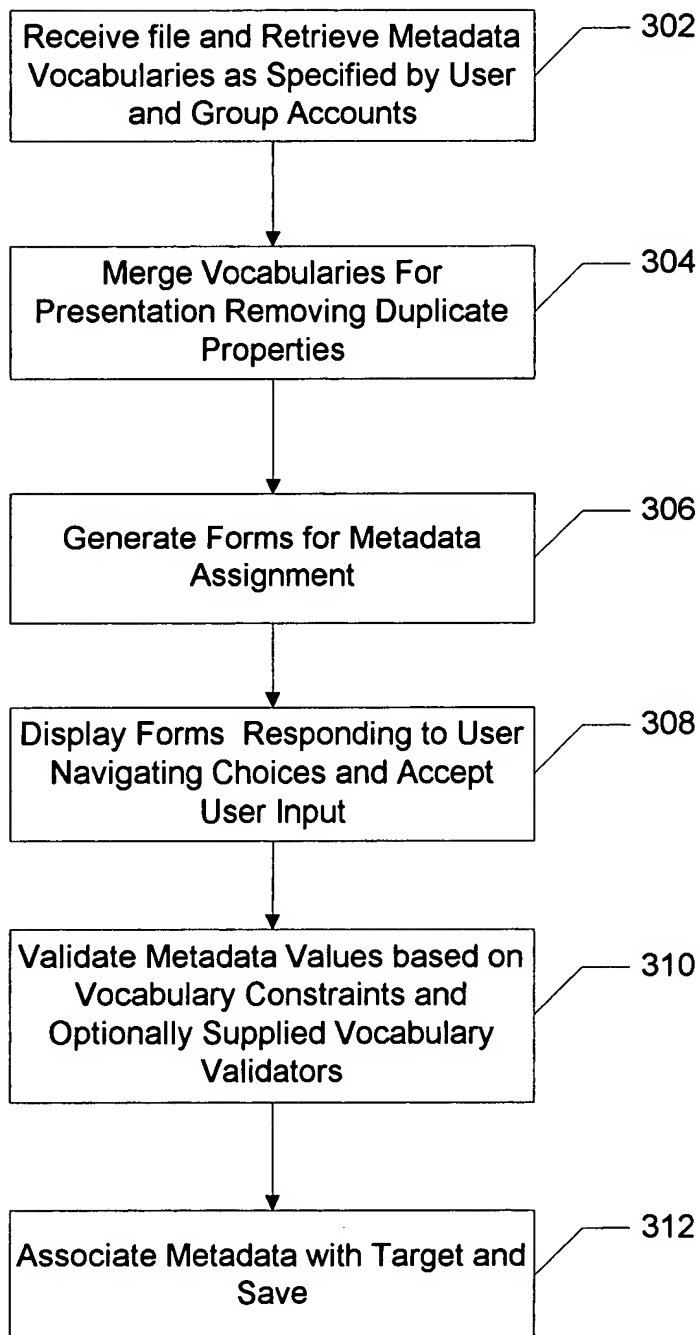 Receive file and Retrieve Metadata
Vocabularies as Specified by User
and Group Accounts
302
Merge Vocabularies For
Presentation Removing Duplicate
Properties
304
Generate Forms for Metadata
Assignment
306
Display Forms Responding to User
Navigating Choices and Accept
User Input
308
Validate Metadata Values based on
Vocabulary Constraints and
Optionally Supplied Vocabulary
Validators
310
Associate Metadata with Target and
Save
312